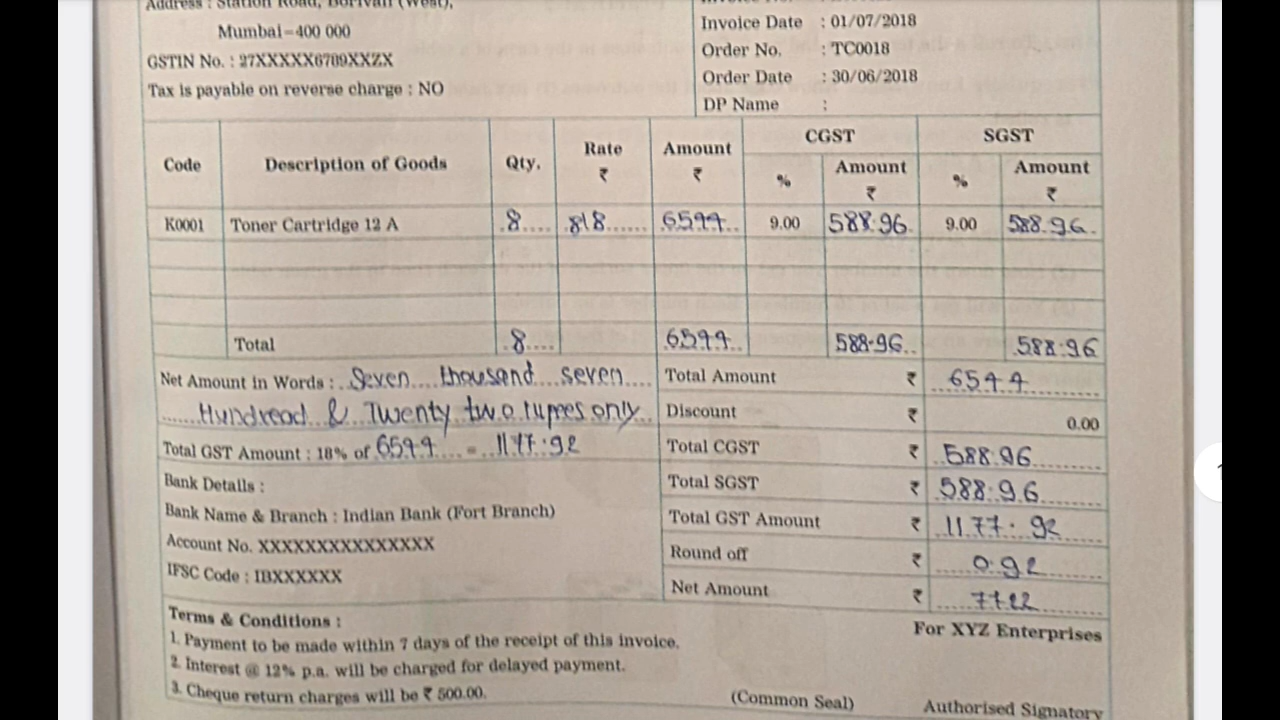 Address : Station Road, Borivali (West),
Mumbai–400 000
GSTIN No. : 27XXXXX6789XXZX
Tax is payable on reverse charge : NO
Invoice Date : 01/07/2018
Order No. : TC0018
Order Date : 30/06/2018
DP Name :
Code Description of Goods Qty. Rate ₹ Amount ₹ CGST % Amount ₹ SGST % Amount ₹
K0001 Toner Cartridge 12 A 8 818 6544 9.00 588.96 9.00 588.96
Total 8 6544 588.96 588.96
Net Amount in Words : Seven thousand seven
Hundread & Twenty two rupees only
Total GST Amount : 18% of 6544 = 1177.92
Bank Details :
Bank Name & Branch : Indian Bank (Fort Branch)
Account No. XXXXXXXXXXXXXXX
IFSC Code : IBXXXXXX
Total Amount ₹ 6544
Discount ₹ 0.00
Total CGST ₹ 588.96
Total SGST ₹ 588.96
Total GST Amount ₹ 1177.92
Round off ₹ 0.92
Net Amount ₹ 7722
Terms & Conditions :
1. Payment to be made within 7 days of the receipt of this invoice.
2. Interest @ 12% p.a. will be charged for delayed payment.
3. Cheque return charges will be ₹ 500.00.
For XYZ Enterprises
(Common Seal) Authorised Signatory